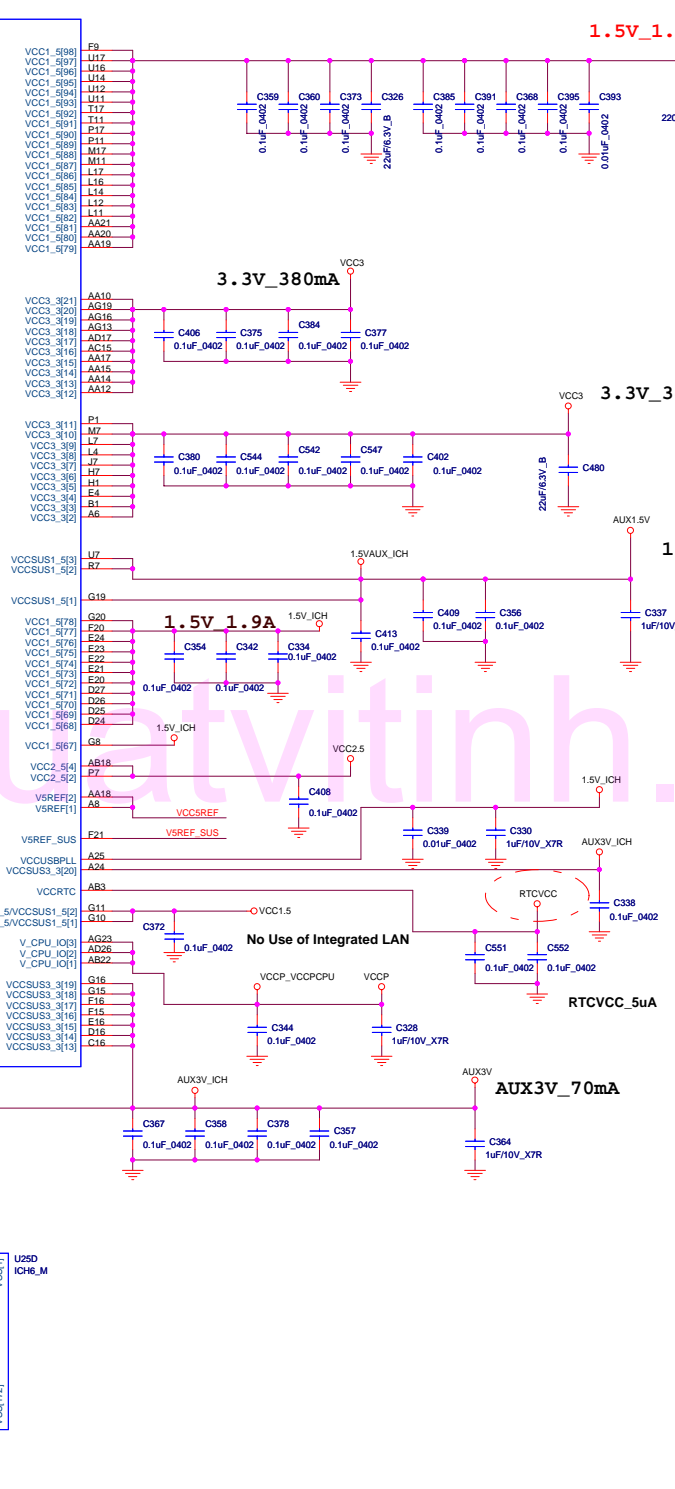 1.5V_1.
VCC1_5[98] F9
VCC1_5[97] U17
VCC1_5[96] U16
VCC1_5[95] U14
VCC1_5[94] U12
VCC1_5[93] U11
VCC1_5[92] T17
VCC1_5[91] T11
VCC1_5[90] P17
VCC1_5[89] P11
VCC1_5[88] M17
VCC1_5[87] M11
VCC1_5[86] L17
VCC1_5[85] L16
VCC1_5[84] L14
VCC1_5[83] L12
VCC1_5[82] L11
VCC1_5[81] AA21
VCC1_5[80] AA20
VCC1_5[79] AA19
C359 C360 C373 C326 C385 C391 C368 C395 C393
0.1uF_0402 0.1uF_0402 0.1uF_0402 22uF/6.3V_B 0.1uF_0402 0.1uF_0402 0.1uF_0402 0.1uF_0402 0.01uF_0402
220
VCC3
3.3V_380mA
VCC3_3[21] AA10
VCC3_3[20] AG19
VCC3_3[19] AG16
VCC3_3[18] AG13
VCC3_3[17] AD17
VCC3_3[16] AC15
VCC3_3[15] AA17
VCC3_3[14] AA15
VCC3_3[13] AA14
VCC3_3[12] AA12
C406 C375 C384 C377
0.1uF_0402 0.1uF_0402 0.1uF_0402 0.1uF_0402
VCC3 3.3V_3
VCC3_3[11] P1
VCC3_3[10] M7
VCC3_3[9] L7
VCC3_3[8] L4
VCC3_3[7] J7
VCC3_3[6] H7
VCC3_3[5] H1
VCC3_3[4] E4
VCC3_3[3] B1
VCC3_3[2] A6
C380 C544 C542 C547 C402 C480
0.1uF_0402 0.1uF_0402 0.1uF_0402 0.1uF_0402 0.1uF_0402 22uF/6.3V_B
AUX1.5V
1
VCCSUS1_5[3] U7
VCCSUS1_5[2] R7
1.5VAUX_ICH
VCCSUS1_5[1] G19
C409 C356 C337
0.1uF_0402 0.1uF_0402 1uF/10V
C413
0.1uF_0402
1.5V_1.9A 1.5V_ICH
VCC1_5[78] G20
VCC1_5[77] F20
VCC1_5[76] E24
VCC1_5[75] E23
VCC1_5[74] E22
VCC1_5[73] E21
VCC1_5[72] E20
VCC1_5[71] D27
VCC1_5[70] D26
VCC1_5[69] D25
VCC1_5[68] D24
C354 C342 C334
0.1uF_0402 0.1uF_0402 0.1uF_0402
1.5V_ICH
VCC1_5[67] G8
VCC2.5
VCC2_5[4] AB18
VCC2_5[2] P7
C408
0.1uF_0402
uatvitinh.
1.5V_ICH
V5REF[2] AA18
V5REF[1] A8
VCC5REF
V5REF_SUS F21
V5REF_SUS
C339 C330
0.01uF_0402 1uF/10V_X7R
AUX3V_ICH
VCCUSBPLL A25
VCCSUS3_3[20] A24
VCCRTC AB3
RTCVCC
C338
0.1uF_0402
_5/VCCSUS1_5[2] G11
_5/VCCSUS1_5[1] G10
VCC1.5
C372
0.1uF_0402
No Use of Integrated LAN
V_CPU_IO[3] AG23
V_CPU_IO[2] AD26
V_CPU_IO[1] AB22
C551 C552
0.1uF_0402 0.1uF_0402
RTCVCC_5uA
VCCP_VCCPCPU VCCP
VCCSUS3_3[19] G16
VCCSUS3_3[18] G15
VCCSUS3_3[17] F16
VCCSUS3_3[16] F15
VCCSUS3_3[15] E16
VCCSUS3_3[14] D16
VCCSUS3_3[13] C16
C344 C328
0.1uF_0402 1uF/10V_X7R
AUX3V_ICH AUX3V
AUX3V_70mA
C367 C358 C378 C357
0.1uF_0402 0.1uF_0402 0.1uF_0402 0.1uF_0402
C364
1uF/10V_X7R
U25D
ICH6_M